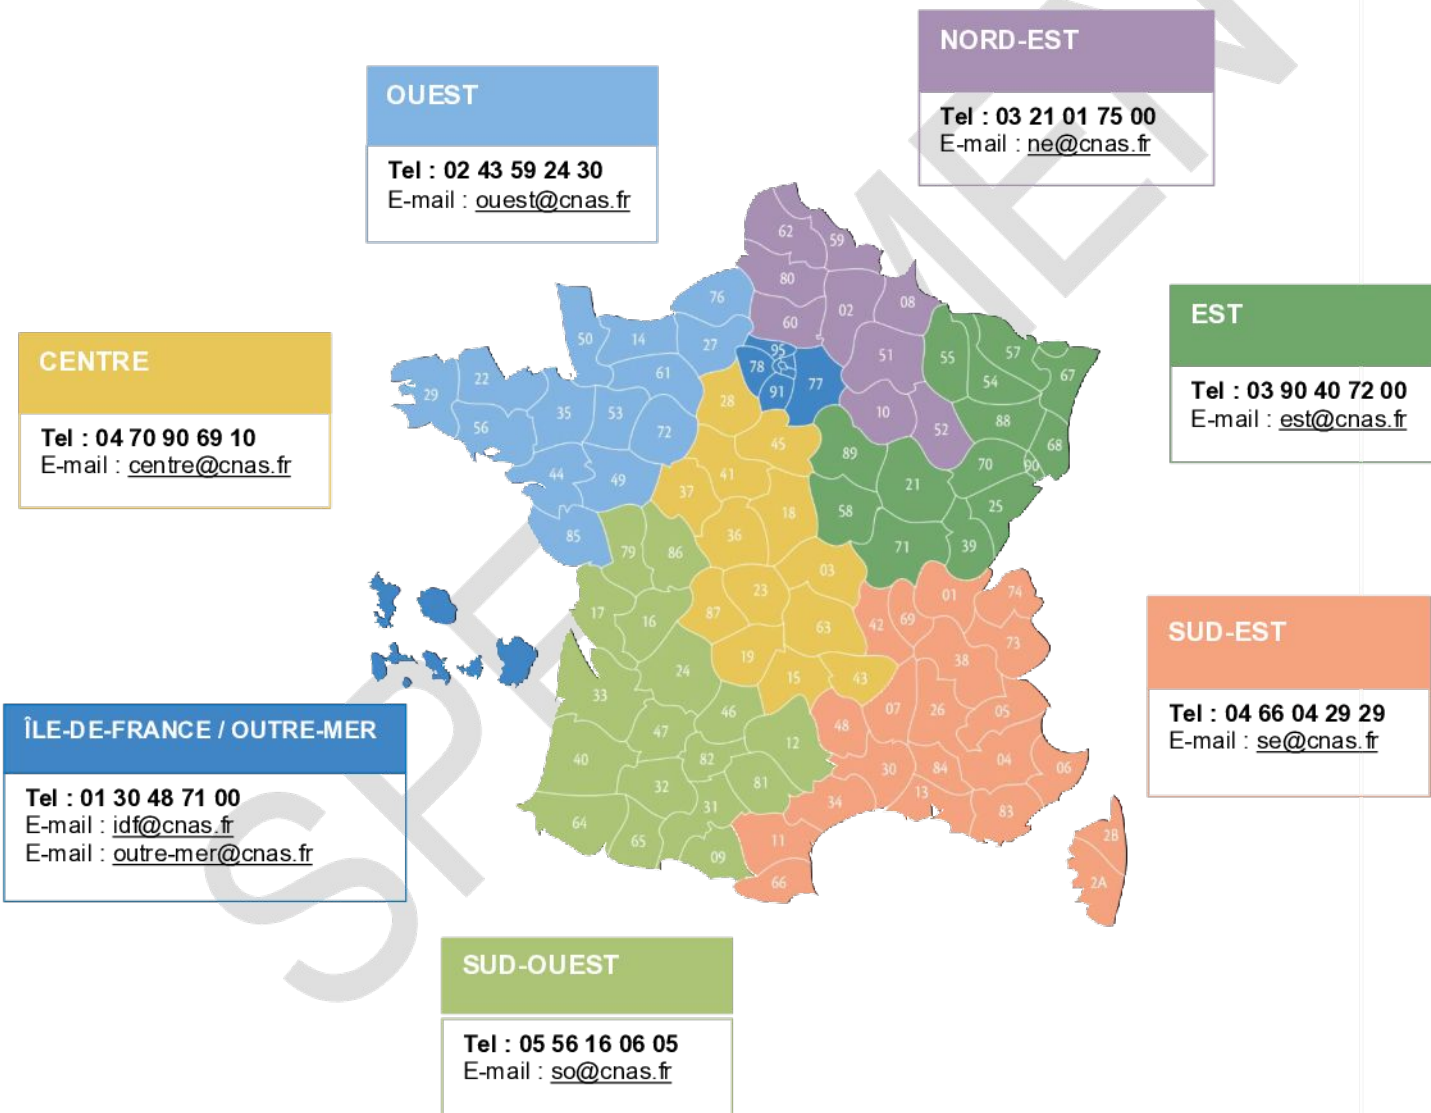 NORD-EST
Tel : 03 21 01 75 00
E-mail : ne@cnas.fr
OUEST
Tel : 02 43 59 24 30
E-mail : ouest@cnas.fr
EST
Tel : 03 90 40 72 00
E-mail : est@cnas.fr
CENTRE
Tel : 04 70 90 69 10
E-mail : centre@cnas.fr
SUD-EST
Tel : 04 66 04 29 29
E-mail : se@cnas.fr
ÎLE-DE-FRANCE / OUTRE-MER
Tel : 01 30 48 71 00
E-mail : idf@cnas.fr
E-mail : outre-mer@cnas.fr
SUD-OUEST
Tel : 05 56 16 06 05
E-mail : so@cnas.fr
62 59
80
76 02 08
60
50 14 27 95 51 55 57
78 77 54 67
29 22 61 91
28 10 88
56 35 53 72 52 68
45 89 70 90
44 49 41 21
37 18 58 25
85 36 71 39
79 86
03
23 01 74
17 16 87 63 42 69
73
19 38
24 15 43
33 46 07 26 05
47 48
12
40 82 30 84 04 06
32 81
31 34 13 83
64 65 09 11 2B
66 2A
SPE MEN